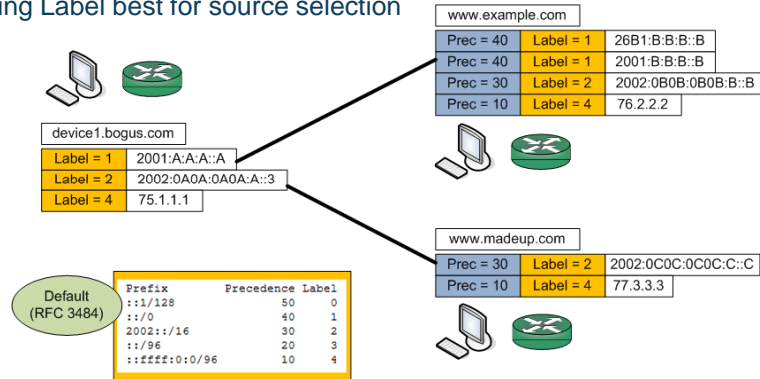 ing Label best for source selection
www.example.com
Prec = 40 Label = 1 26B1:B:B:B::B
Prec = 40 Label = 1 2001:B:B:B::B
Prec = 30 Label = 2 2002:0B0B:0B0B:B::B
Prec = 10 Label = 4 76.2.2.2
device1.bogus.com
Label = 1 2001:A:A:A::A
Label = 2 2002:0A0A:0A0A:A::3
Label = 4 75.1.1.1
www.madeup.com
Prec = 30 Label = 2 2002:0C0C:0C0C:C::C
Prec = 10 Label = 4 77.3.3.3
Default
(RFC 3484)
Prefix Precedence Label
::1/128 50 0
::/0 40 1
2002::/16 30 2
::/96 20 3
::ffff:0:0/96 10 4